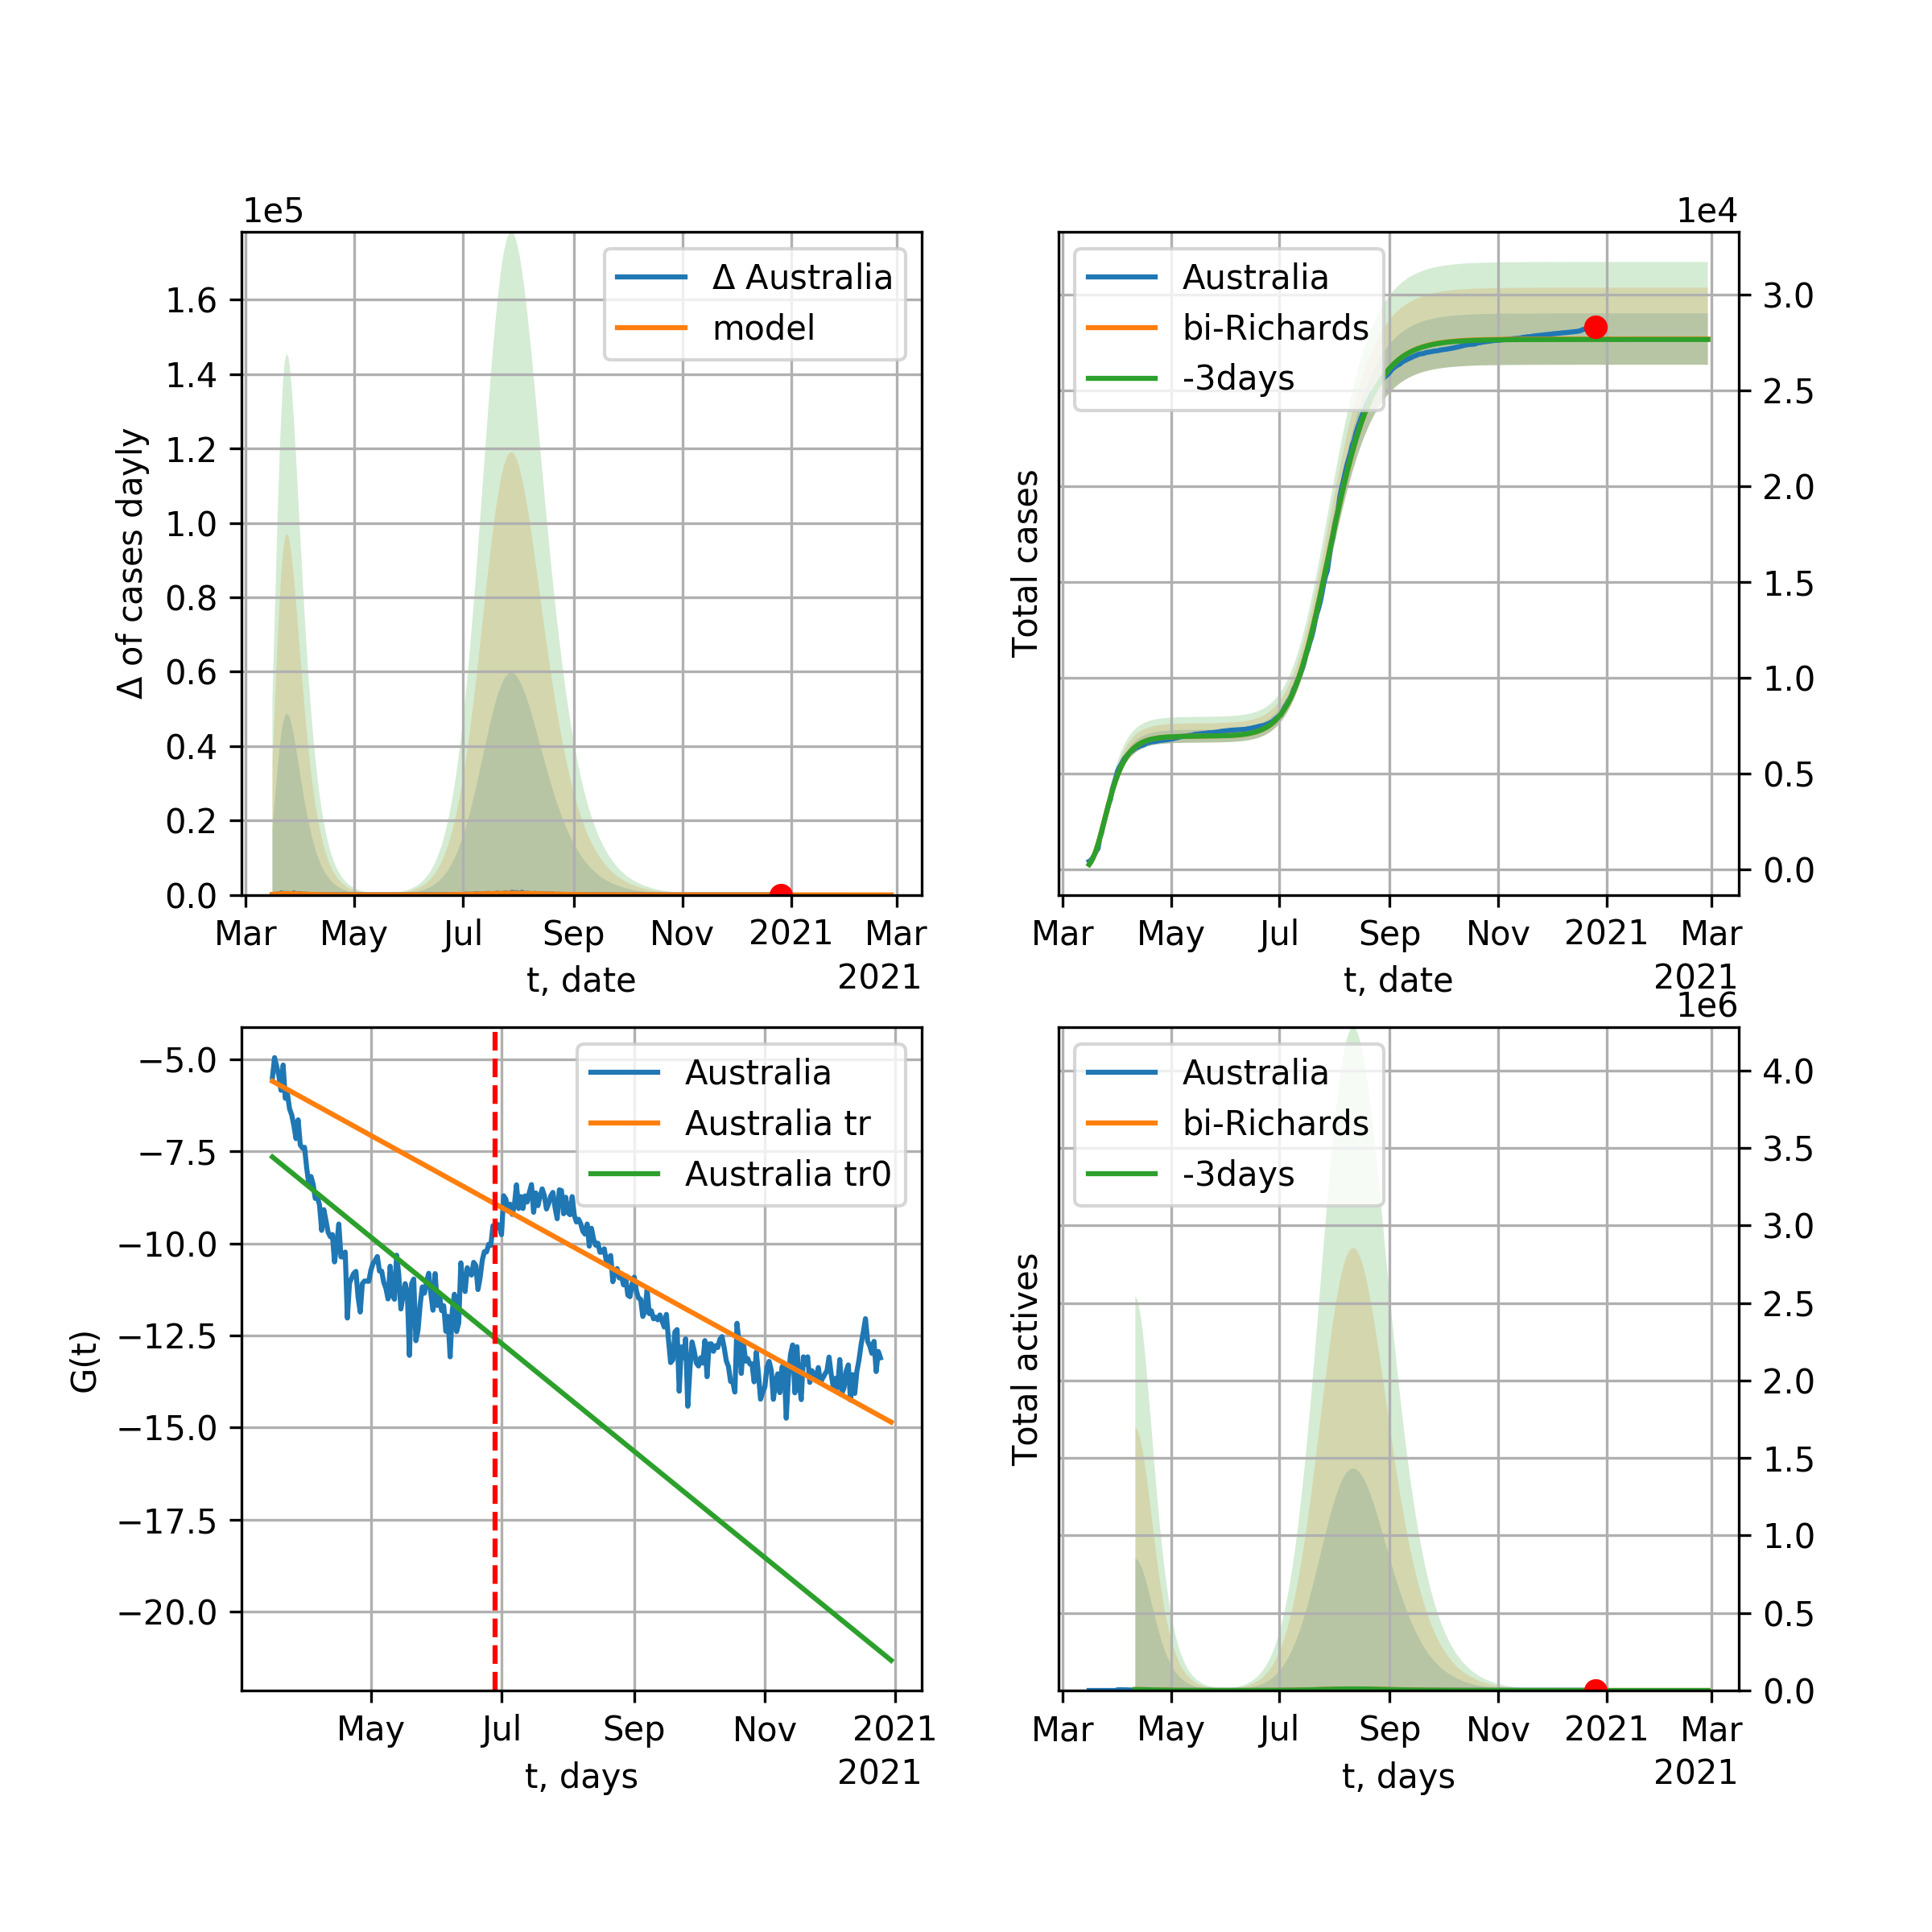 1e5
Δ of cases dayly
1.6
1.4
1.2
1.0
0.8
0.6
0.4
0.2
0.0
Δ Australia
model
Mar May Jul Sep Nov 2021 Mar
t, date
2021
1e4
Total cases
Australia
bi-Richards
-3days
3.0
2.5
2.0
1.5
1.0
0.5
0.0
Mar May Jul Sep Nov 2021 Mar
t, date
2021
G(t)
−5.0
−7.5
−10.0
−12.5
−15.0
−17.5
−20.0
Australia
Australia tr
Australia tr0
May Jul Sep Nov 2021
t, days
2021
1e6
Total actives
Australia
bi-Richards
-3days
4.0
3.5
3.0
2.5
2.0
1.5
1.0
0.5
0.0
Mar May Jul Sep Nov 2021 Mar
t, days
2021